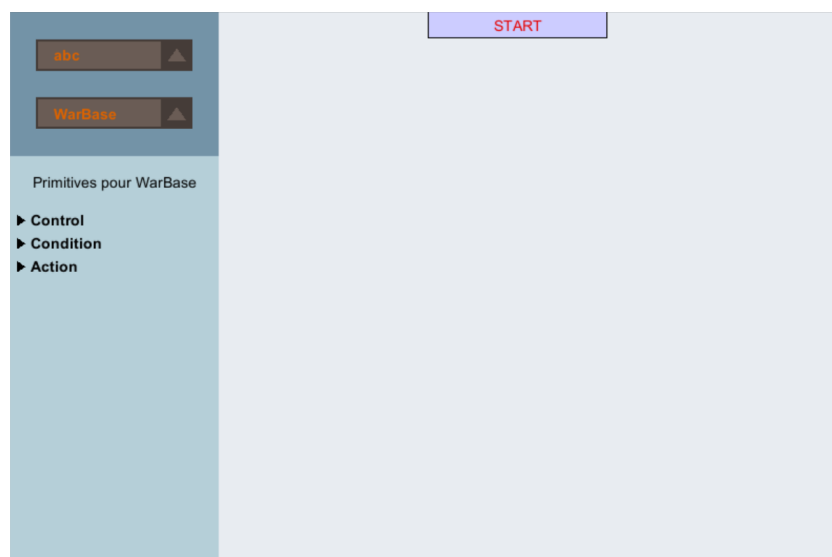 START
abc
WarBase
Primitives pour WarBase
Control
Condition
Action